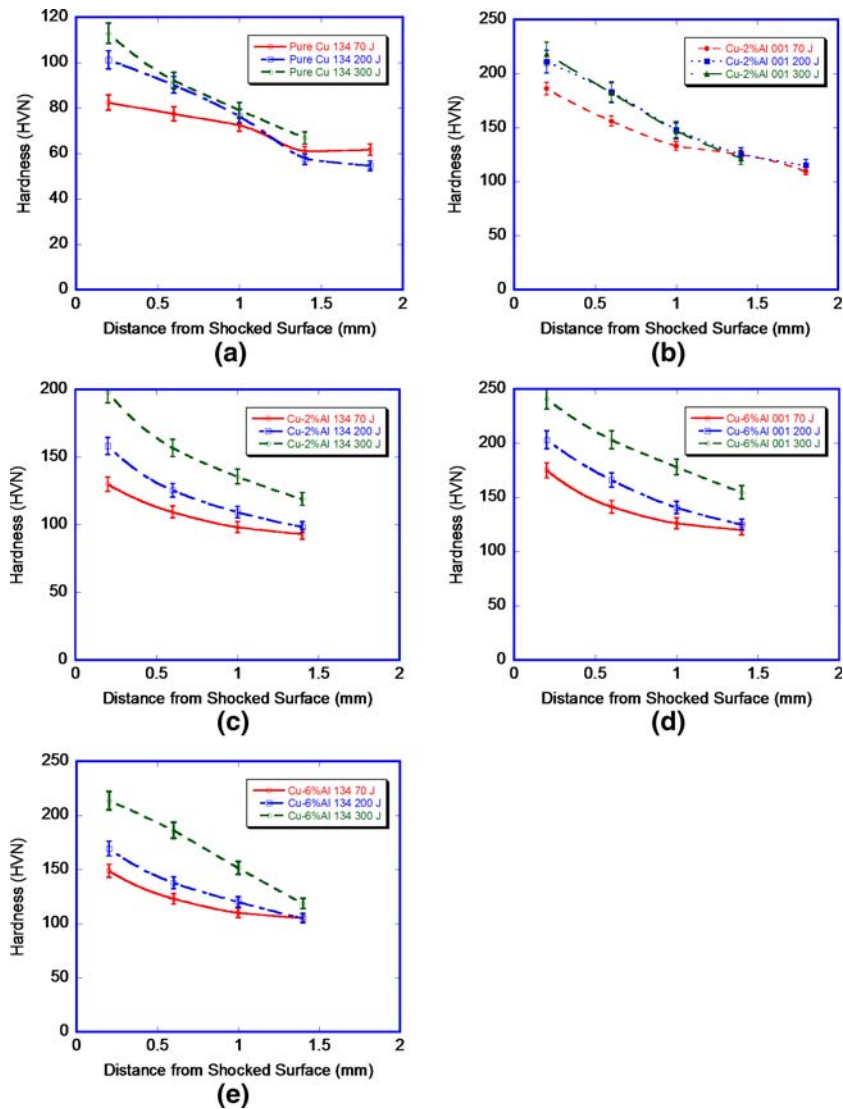 120
100
80
60
40
20
0
Hardness (HVN)
Pure Cu 134 70 J
Pure Cu 134 200 J
Pure Cu 134 300 J
0 0.5 1 1.5 2
Distance from Shocked Surface (mm)
(a)
250
200
150
100
50
0
Hardness (HVN)
Cu-2%Al 001 70 J
Cu-2%Al 001 200 J
Cu-2%Al 001 300 J
0 0.5 1 1.5 2
Distance from Shocked Surface (mm)
(b)
200
150
100
50
0
Hardness (HVN)
Cu-2%Al 134 70 J
Cu-2%Al 134 200 J
Cu-2%Al 134 300 J
0 0.5 1 1.5 2
Distance from Shocked Surface (mm)
(c)
250
200
150
100
50
0
Hardness (HVN)
Cu-6%Al 001 70 J
Cu-6%Al 001 200 J
Cu-6%Al 001 300 J
0 0.5 1 1.5 2
Distance from Shocked Surface (mm)
(d)
250
200
150
100
50
0
Hardness (HVN)
Cu-6%Al 134 70 J
Cu-6%Al 134 200 J
Cu-6%Al 134 300 J
0 0.5 1 1.5 2
Distance from Shocked Surface (mm)
(e)